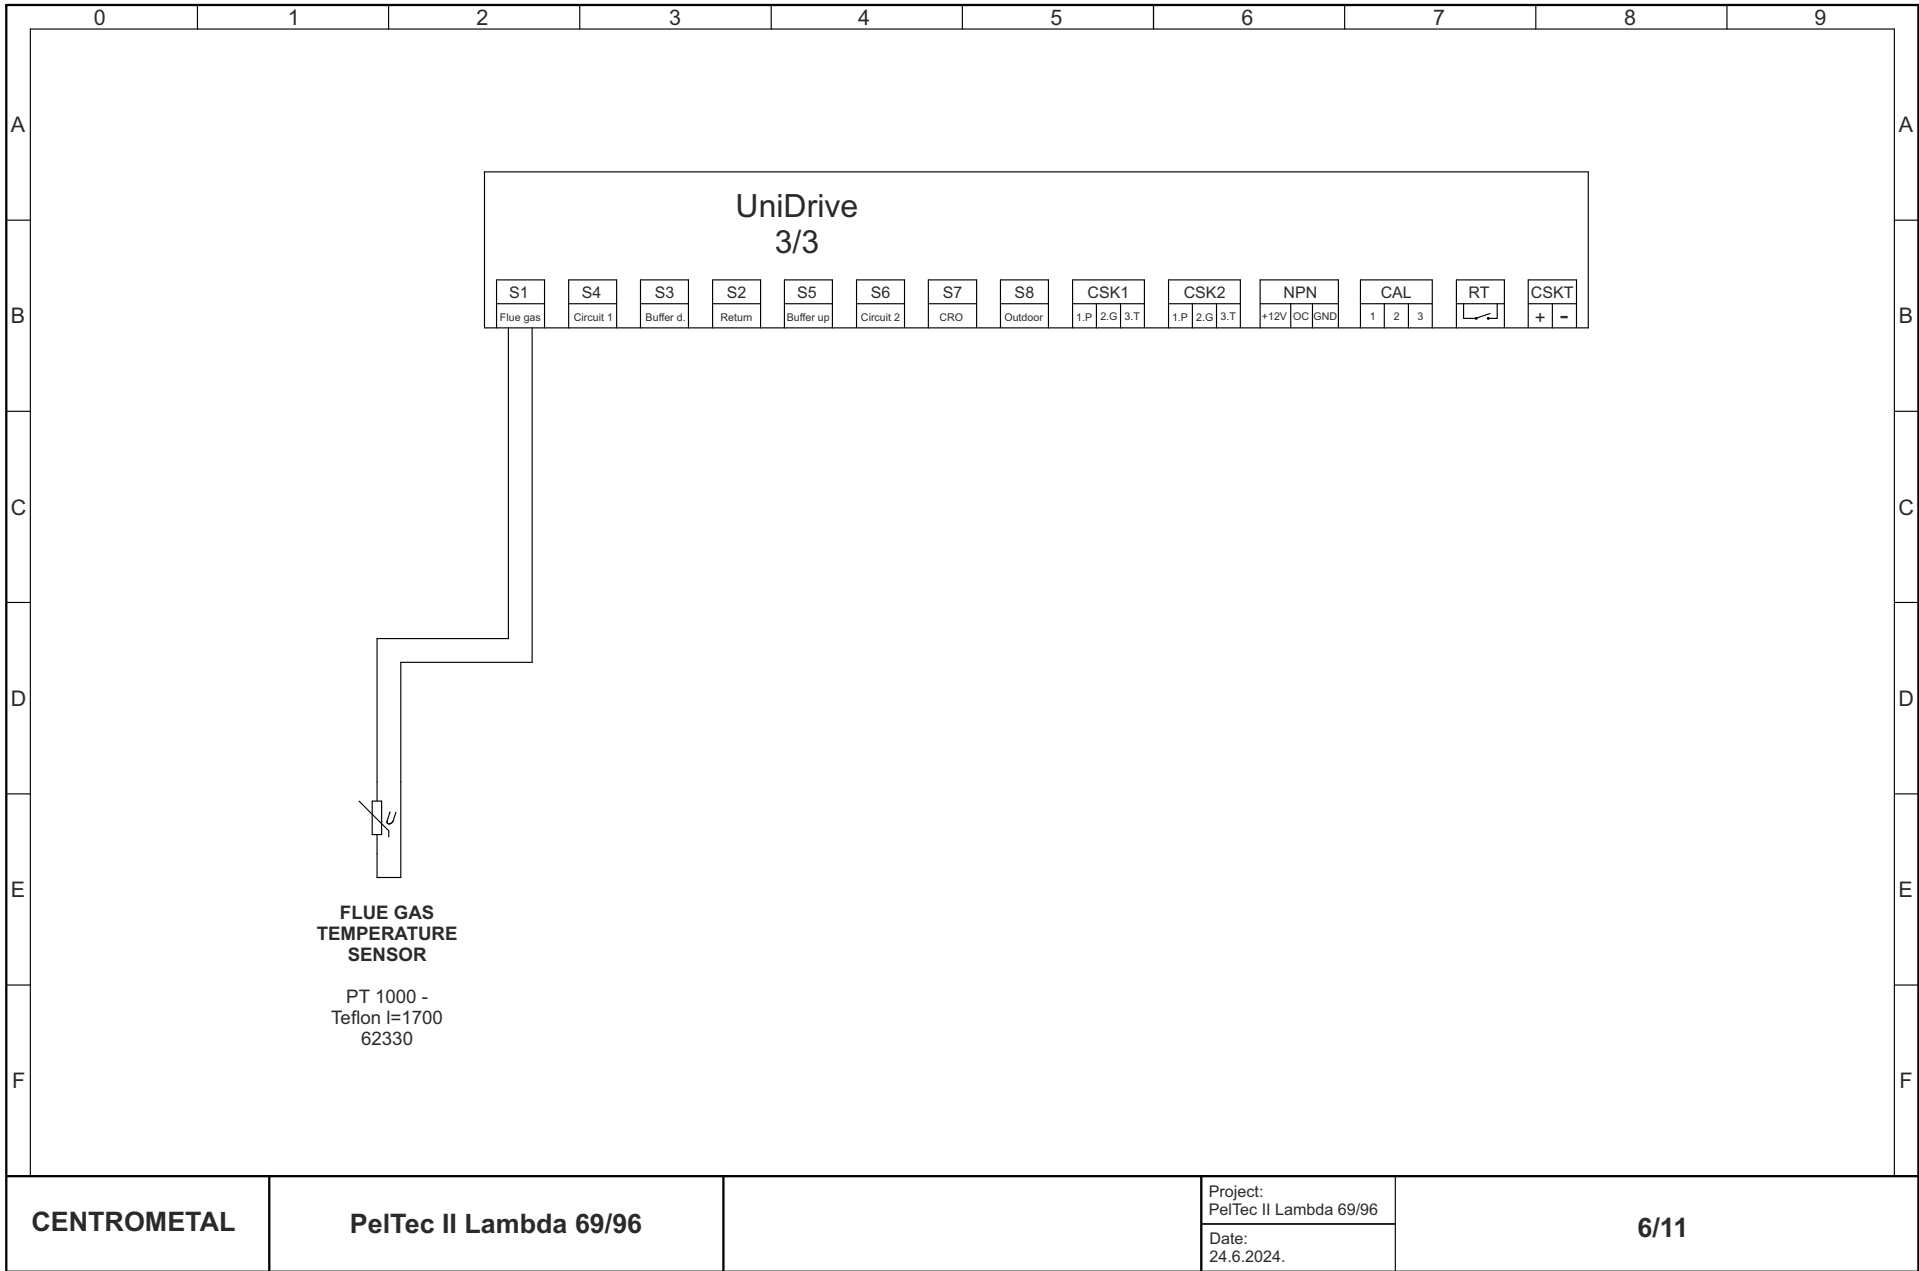 0 1 2 3 4 5 6 7 8 9
A A
UniDrive
3/3
S1 S4 S3 S2 S5 S6 S7 S8 CSK1 CSK2 NPN CAL RT CSKT
B Flue gas Circuit 1 Buffer d. Return Buffer up Circuit 2 CRO Outdoor 1.P 2.G 3.T 1.P 2.G 3.T +12V OC GND 1 2 3 + - B
C C
D D
E E
FLUE GAS
TEMPERATURE
SENSOR
PT 1000 -
Teflon l=1700
62330
F F
CENTROMETAL
PelTec II Lambda 69/96
Project:
PelTec II Lambda 69/96
Date:
24.6.2024.
6/11